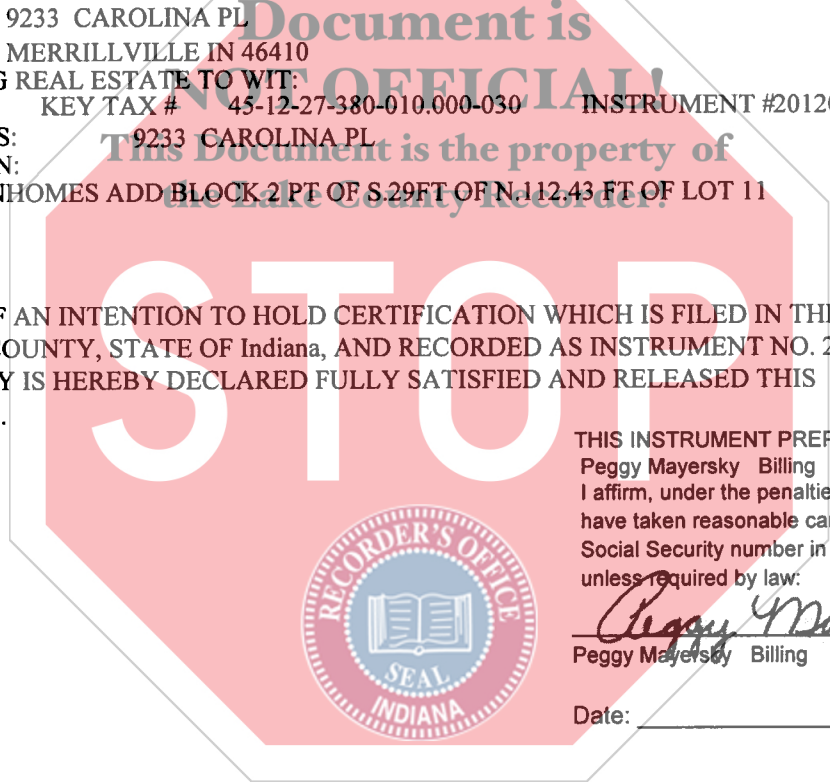 9233 CAROLINA PL
Document is
MERRILLVILLE IN 46410
REAL ESTATE TO WIT:
NOT OFFICIAL!
KEY TAX # 45-12-27-380-010.000-030 INSTRUMENT #2012
9233 CAROLINA PL
This Document is the property of
the Lake County Recorder!
ADD BLOCK 2 PT OF S.29FT OF N.112.43 FT OF LOT 11
STOP
AN INTENTION TO HOLD CERTIFICATION WHICH IS FILED IN THE
COUNTY, STATE OF Indiana, AND RECORDED AS INSTRUMENT NO. 2
IS HEREBY DECLARED FULLY SATISFIED AND RELEASED THIS
THIS INSTRUMENT PREP
Peggy Mayersky Billing
I affirm, under the penaltie
have taken reasonable ca
Social Security number in
unless required by law:
Peggy
Peggy Mayersky Billing
Date:
RECORDER'S OFFICE
SEAL
INDIANA